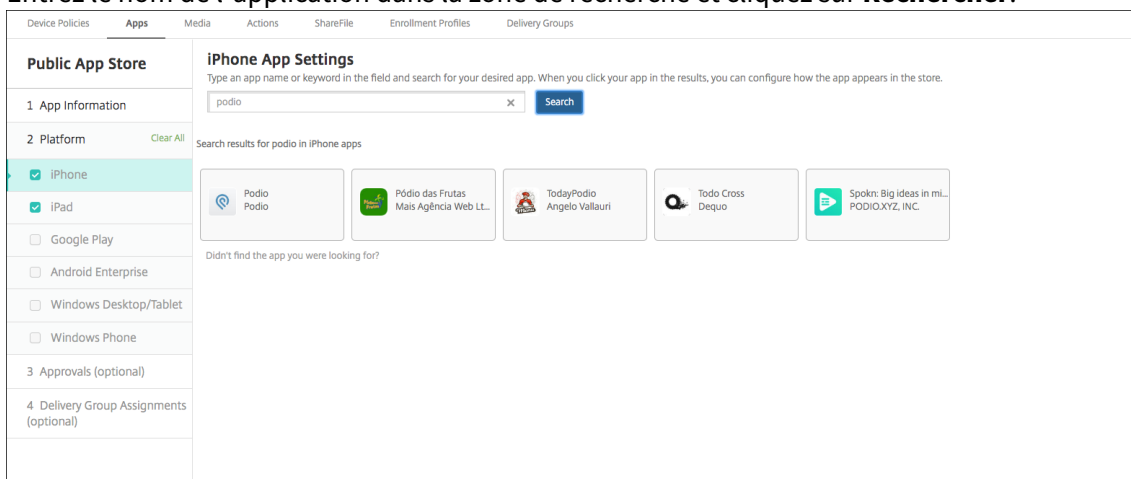 Entrez le nom de l'application dans la zone de recherche et cliquez sur Rechercher.
Device Policies Apps Media Actions ShareFile Enrollment Profiles Delivery Groups
Public App Store
1 App Information
2 Platform Clear All
iPhone
iPad
Google Play
Android Enterprise
Windows Desktop/Tablet
Windows Phone
3 Approvals (optional)
4 Delivery Group Assignments
(optional)
iPhone App Settings
Type an app name or keyword in the field and search for your desired app. When you click your app in the results, you can configure how the app appears in the store.
podio Search
Search results for podio in iPhone apps
Podio
Podio
Pódio das Frutas
Mais Agência Web Lt...
TodayPodio
Angelo Vallauri
Todo Cross
Dequo
Spokn: Big ideas in mi...
PODIO.XYZ, INC.
Didn't find the app you were looking for?